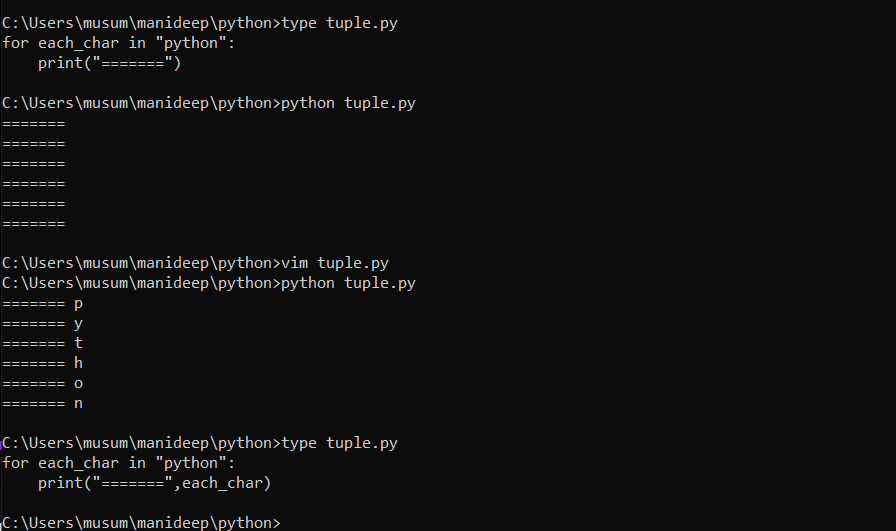 C:\Users\musum\manideep\python>type tuple.py
for each_char in "python":
    print("=======")

C:\Users\musum\manideep\python>python tuple.py
=======
=======
=======
=======
=======
=======

C:\Users\musum\manideep\python>vim tuple.py
C:\Users\musum\manideep\python>python tuple.py
======= p
======= y
======= t
======= h
======= o
======= n

C:\Users\musum\manideep\python>type tuple.py
for each_char in "python":
    print("=======",each_char)

C:\Users\musum\manideep\python>